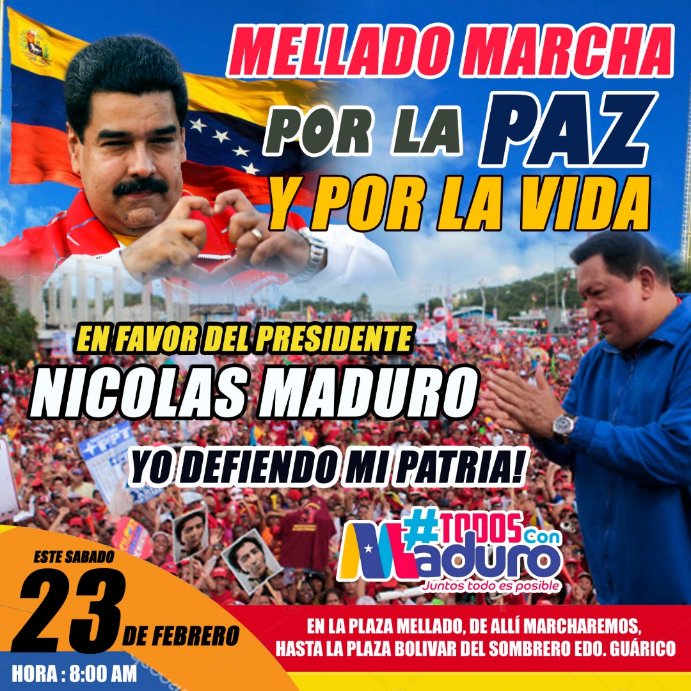 MELLADO MARCHA
POR LA PAZ
Y POR LA VIDA
EN FAVOR DEL PRESIDENTE
NICOLAS MADURO
YO DEFIENDO MI PATRIA!
#TODOS con
Maduro
Juntos todo es posible
ESTE SABADO
23 DE FEBRERO
HORA : 8:00 AM
EN LA PLAZA MELLADO, DE ALLÍ MARCHAREMOS,
HASTA LA PLAZA BOLIVAR DEL SOMBRERO EDO. GUÁRICO